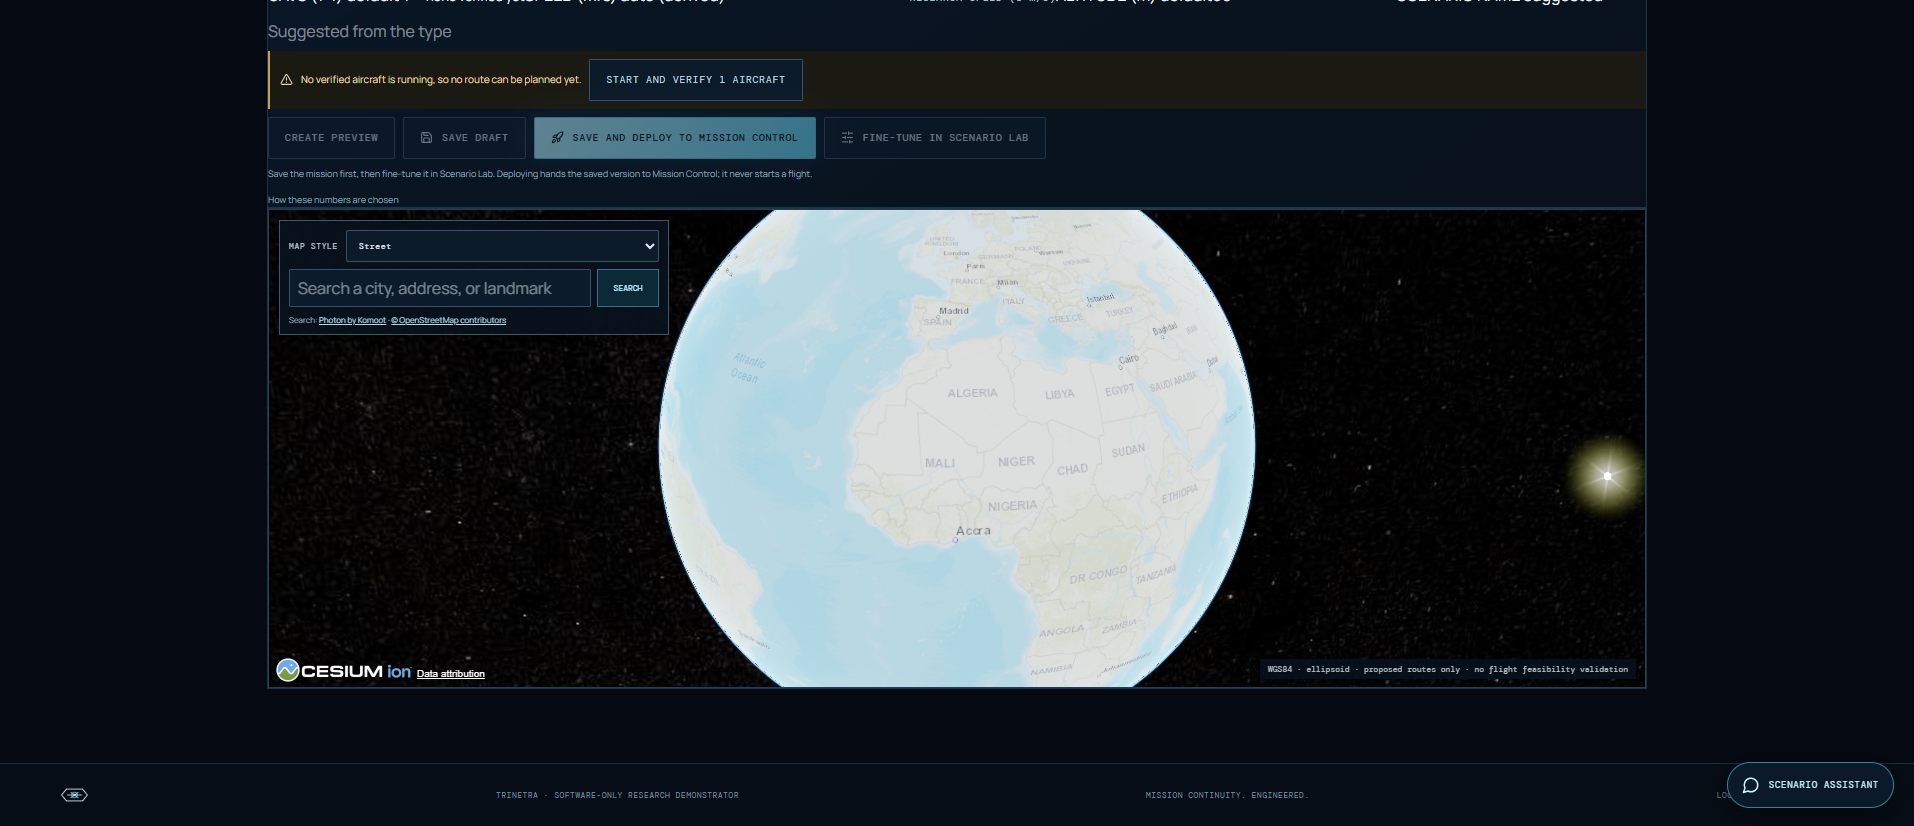 Suggested from the type
No verified aircraft is running, so no route can be planned yet.
START AND VERIFY 1 AIRCRAFT
CREATE PREVIEW
SAVE DRAFT
SAVE AND DEPLOY TO MISSION CONTROL
FINE-TUNE IN SCENARIO LAB
Save the mission first, then fine-tune it in Scenario Lab. Deploying hands the saved version to Mission Control; it never starts a flight.
How these numbers are chosen
MAP STYLE
Street
Search a city, address, or landmark
SEARCH
Search: Photon by Komoot · © OpenStreetMap contributors
UNITED
KINGDOM
London
POLAND
Warsaw
GERMANY
UKRAINE
Paris
FRANCE
Milan
ITALY
Istanbul
Madrid
SPAIN
GREECE
TURKEY
Baghdad
Atlantic
Ocean
Cairo
ALGERIA
LIBYA
EGYPT
SAUDI ARABIA
MALI
NIGER
CHAD
SUDAN
ETHIOPIA
NIGERIA
Accra
DR CONGO
TANZANIA
ANGOLA
ZAMBIA
NAMIBIA
Johannesburg
CESIUM ion
Data attribution
WGS84 · ellipsoid · proposed routes only · no flight feasibility validation
TRINETRA · SOFTWARE-ONLY RESEARCH DEMONSTRATOR
MISSION CONTINUITY. ENGINEERED.
SCENARIO ASSISTANT